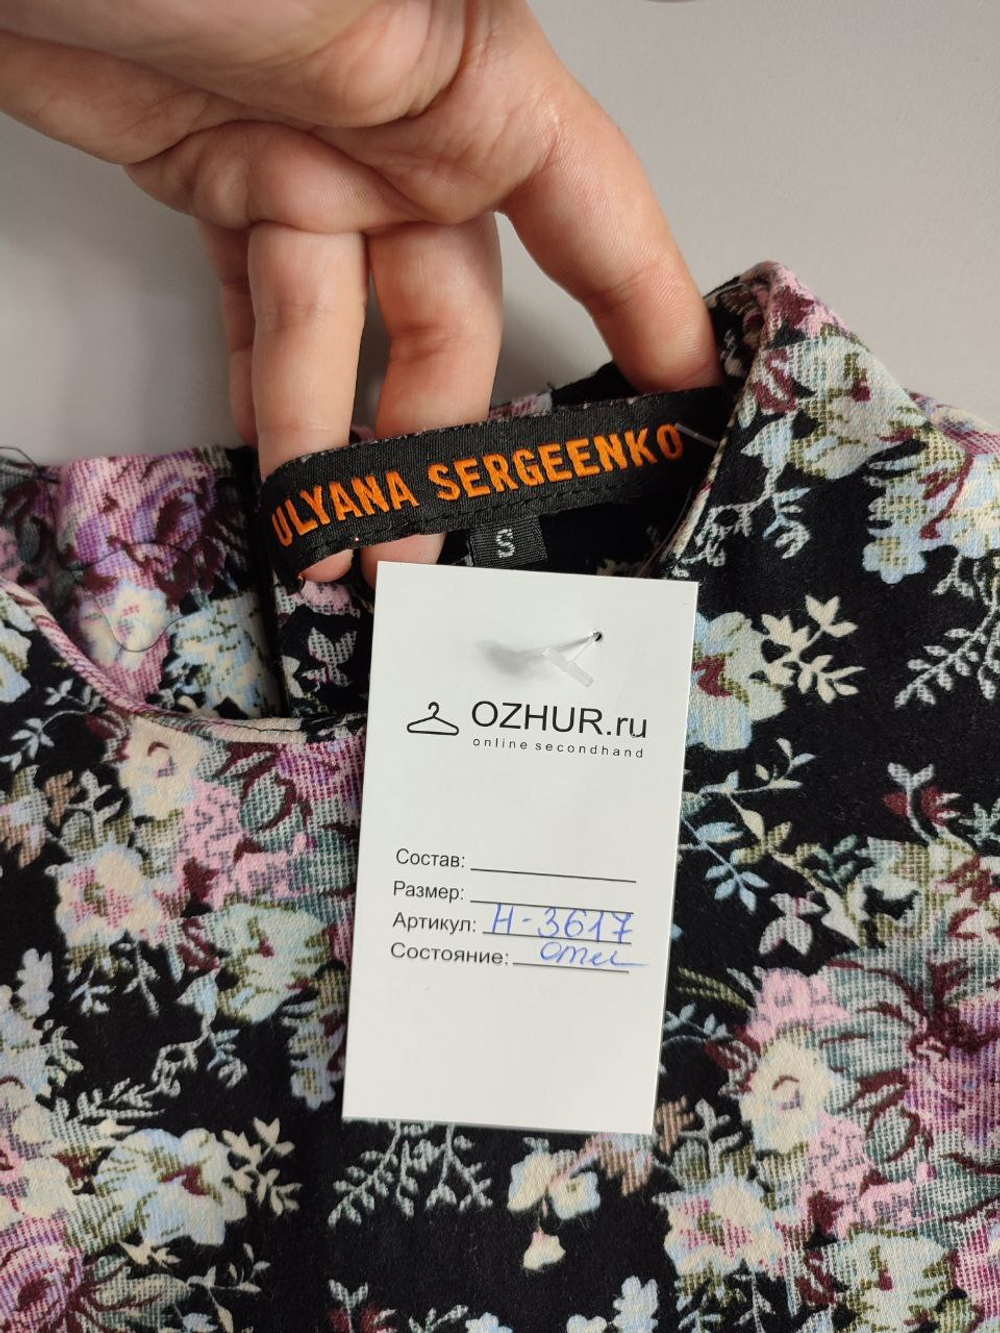 ULYANA SERGEENKO
S
OZHUR.ru
online secondhand
Состав:
Размер:
Артикул: Н-3617
Состояние: отл